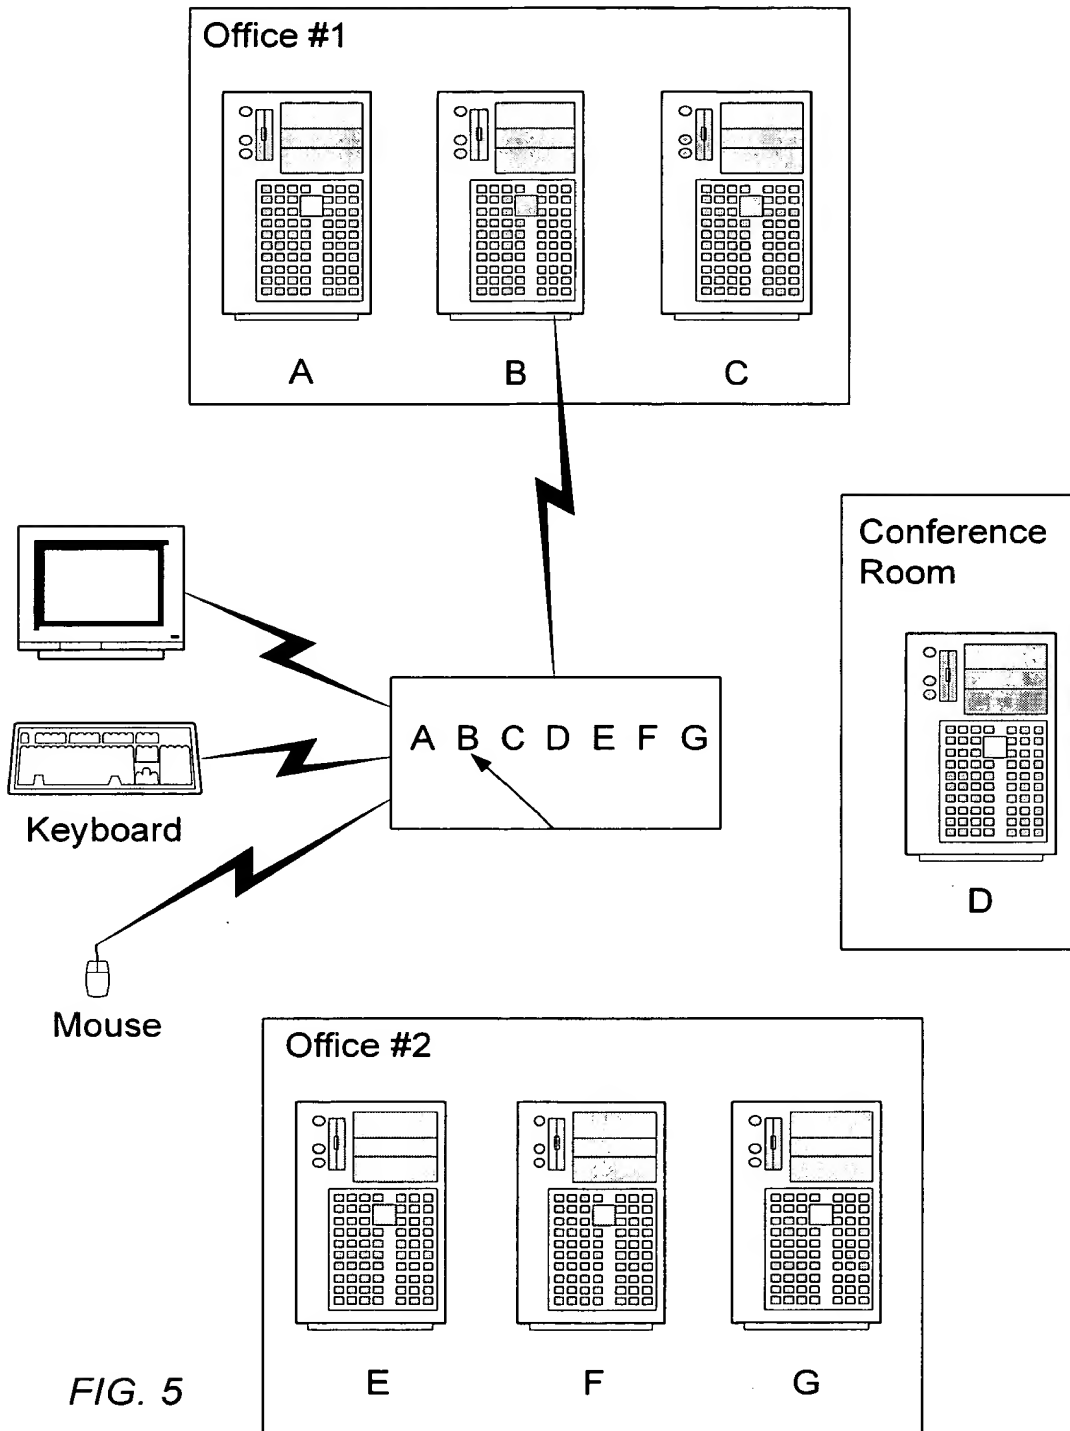 Office #1
A B C
Conference
Room
A B C D E F G
Keyboard
D
Mouse
Office #2
E F G
FIG. 5